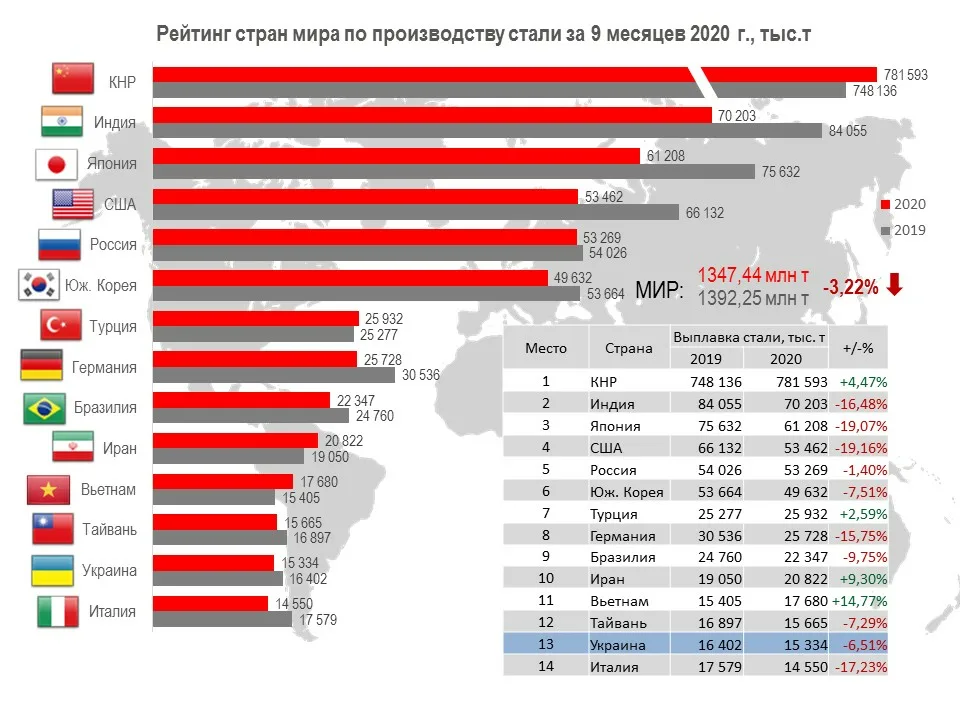 Рейтинг стран мира по производству стали за 9 месяцев 2020 г., тыс.т
КНР 781 593
748 136
Индия 70 203
84 055
Япония 61 208
75 632
США 53 462
66 132
Россия 53 269
54 026
Юж. Корея 49 632
53 664
Турция 25 932
25 277
Германия 25 728
30 536
Бразилия 22 347
24 760
Иран 20 822
19 050
Вьетнам 17 680
15 405
Тайвань 15 665
16 897
Украина 15 334
16 402
Италия 14 550
17 579
2020
2019
МИР: 1347,44 млн т -3,22%
1392,25 млн т
Место Страна Выплавка стали, тыс. т +/-%
2019 2020
1 КНР 748 136 781 593 +4,47%
2 Индия 84 055 70 203 -16,48%
3 Япония 75 632 61 208 -19,07%
4 США 66 132 53 462 -19,16%
5 Россия 54 026 53 269 -1,40%
6 Юж. Корея 53 664 49 632 -7,51%
7 Турция 25 277 25 932 +2,59%
8 Германия 30 536 25 728 -15,75%
9 Бразилия 24 760 22 347 -9,75%
10 Иран 19 050 20 822 +9,30%
11 Вьетнам 15 405 17 680 +14,77%
12 Тайвань 16 897 15 665 -7,29%
13 Украина 16 402 15 334 -6,51%
14 Италия 17 579 14 550 -17,23%